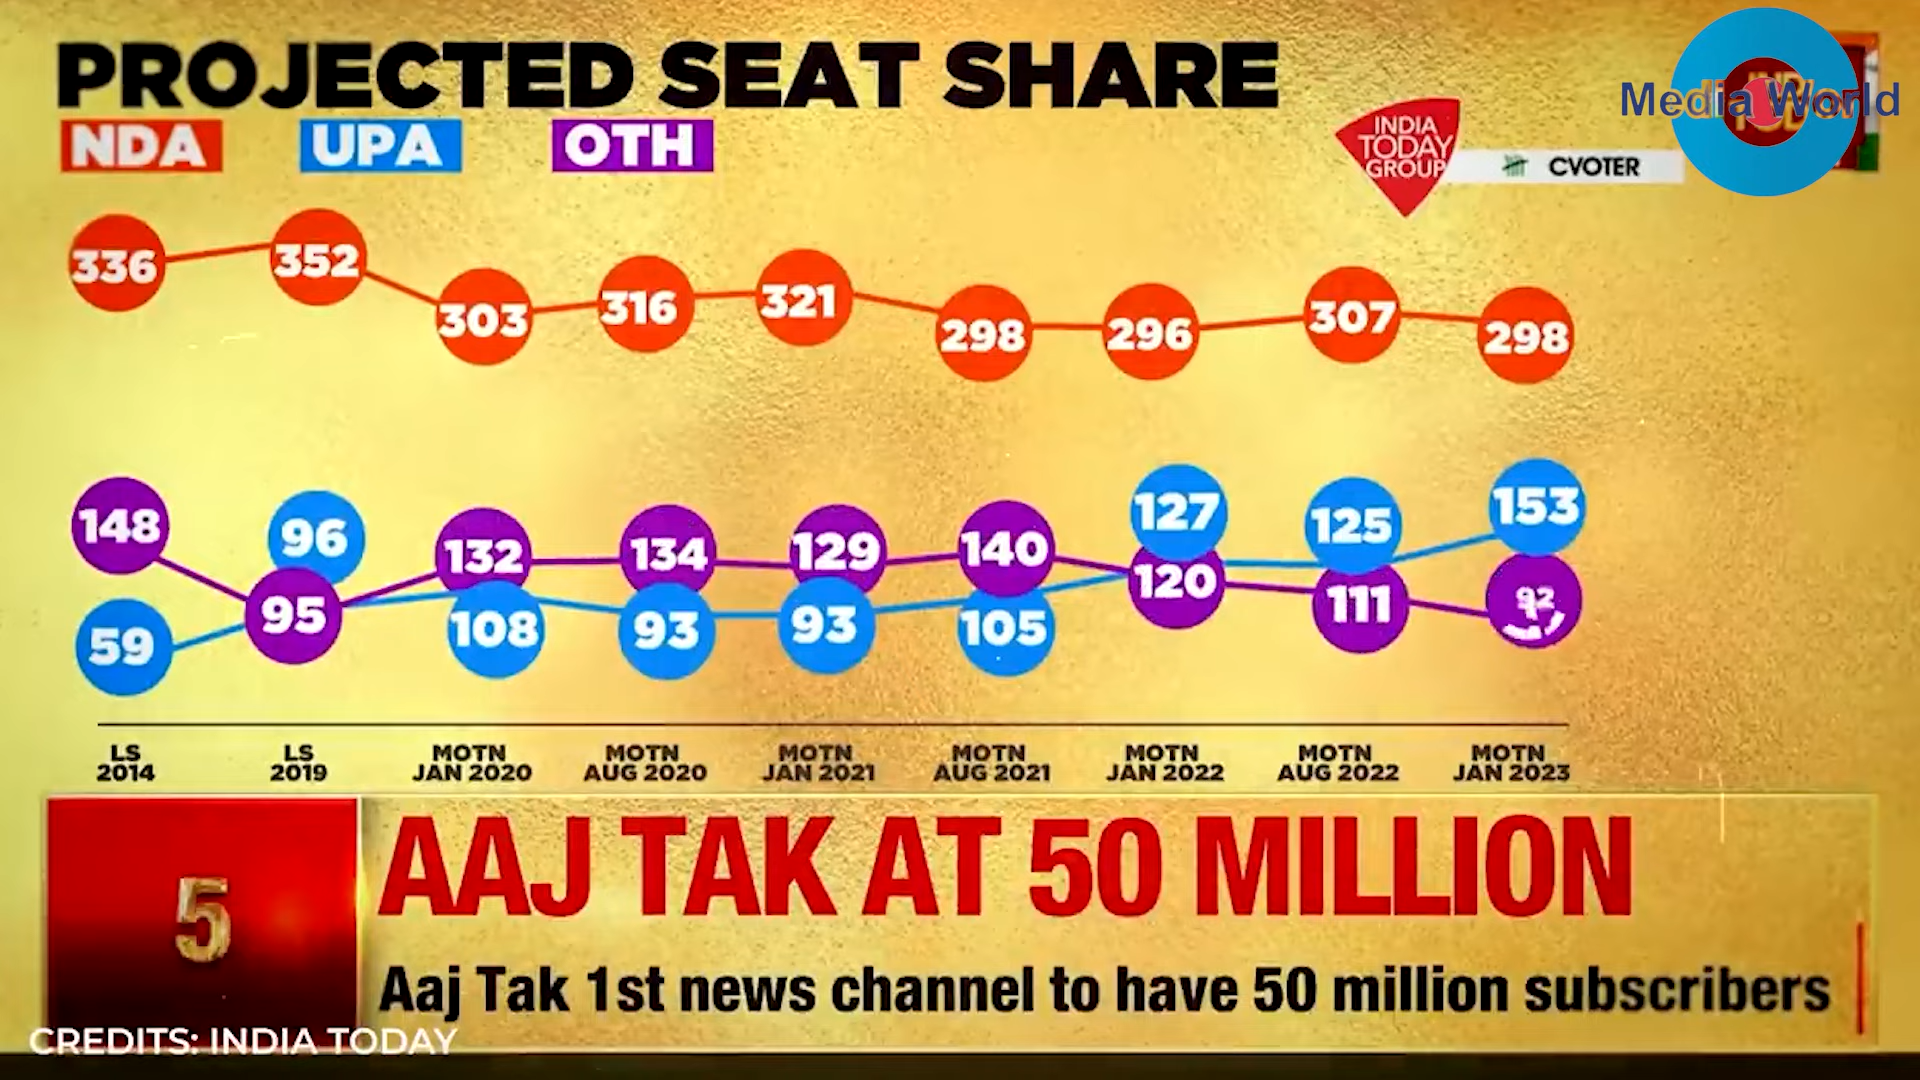 PROJECTED SEAT SHARE
NDA UPA OTH
INDIA
TODAY
GROUP
CVOTER
Media World
336 352 303 316 321 298 296 307 298
148 96 132 134 129 140 127 125 153
59 95 108 93 93 105 120 111 92
LS
2014
LS
2019
MOTN
JAN 2020
MOTN
AUG 2020
MOTN
JAN 2021
MOTN
AUG 2021
MOTN
JAN 2022
MOTN
AUG 2022
MOTN
JAN 2023
5
AAJ TAK AT 50 MILLION
Aaj Tak 1st news channel to have 50 million subscribers
CREDITS: INDIA TODAY